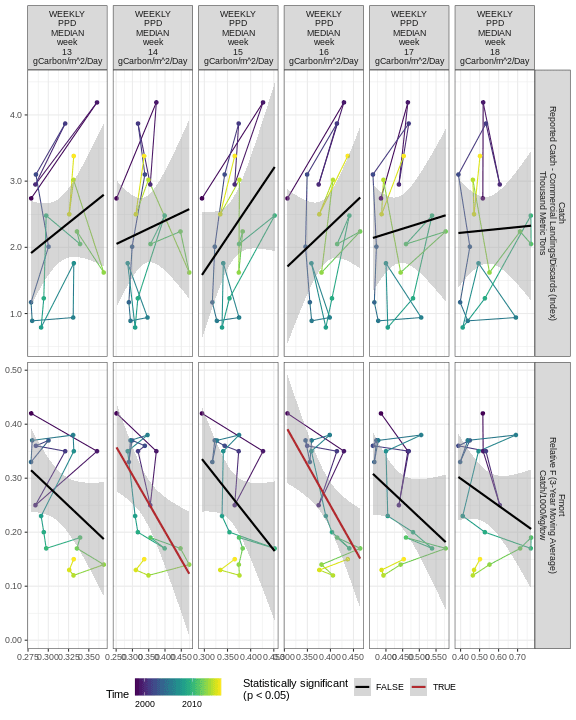 WEEKLY
PPD
MEDIAN
week
13
gCarbon/m^2/Day
WEEKLY
PPD
MEDIAN
week
14
gCarbon/m^2/Day
WEEKLY
PPD
MEDIAN
week
15
gCarbon/m^2/Day
WEEKLY
PPD
MEDIAN
week
16
gCarbon/m^2/Day
WEEKLY
PPD
MEDIAN
week
17
gCarbon/m^2/Day
WEEKLY
PPD
MEDIAN
week
18
gCarbon/m^2/Day
4.0
3.0
2.0
1.0
Catch
Reported Catch - Commercial Landings/Discards (Index)
Thousand Metric Tons
0.50
0.40
0.30
0.20
0.10
0.00
Fmort
Relative F (3-Year Moving Average)
Catch/1000/kg/tow
0.275 0.300 0.325 0.350
0.250 0.300 0.350 0.400 0.450
0.300 0.350 0.400 0.450
0.300 0.350 0.400 0.450
0.400 0.450 0.500 0.550
0.40 0.50 0.60 0.70
Time
2000 2010
Statistically significant
(p < 0.05)
FALSE
TRUE